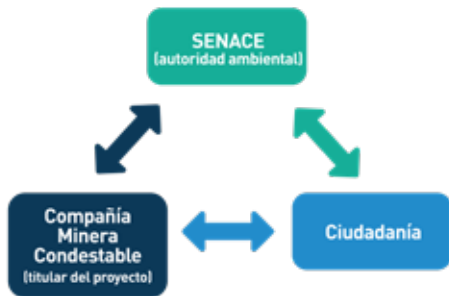 SENACE
(autoridad ambiental)
Compañía
Minera
Condestable
(titular del proyecto)
Ciudadanía